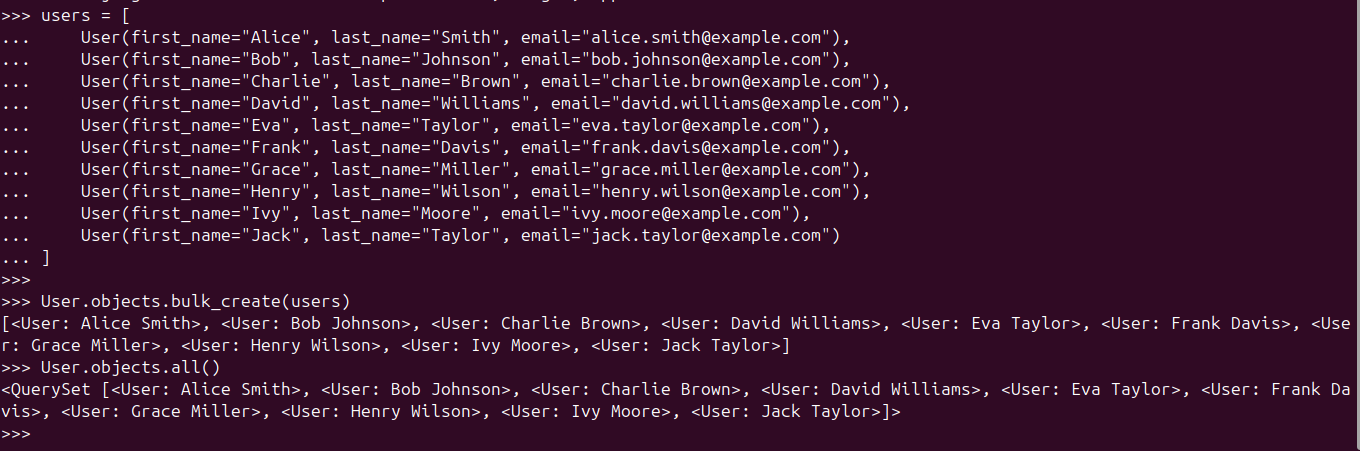 >>> users = [
...     User(first_name="Alice", last_name="Smith", email="alice.smith@example.com"),
...     User(first_name="Bob", last_name="Johnson", email="bob.johnson@example.com"),
...     User(first_name="Charlie", last_name="Brown", email="charlie.brown@example.com"),
...     User(first_name="David", last_name="Williams", email="david.williams@example.com"),
...     User(first_name="Eva", last_name="Taylor", email="eva.taylor@example.com"),
...     User(first_name="Frank", last_name="Davis", email="frank.davis@example.com"),
...     User(first_name="Grace", last_name="Miller", email="grace.miller@example.com"),
...     User(first_name="Henry", last_name="Wilson", email="henry.wilson@example.com"),
...     User(first_name="Ivy", last_name="Moore", email="ivy.moore@example.com"),
...     User(first_name="Jack", last_name="Taylor", email="jack.taylor@example.com")
... ]
>>>
>>> User.objects.bulk_create(users)
[<User: Alice Smith>, <User: Bob Johnson>, <User: Charlie Brown>, <User: David Williams>, <User: Eva Taylor>, <User: Frank Davis>, <Use
r: Grace Miller>, <User: Henry Wilson>, <User: Ivy Moore>, <User: Jack Taylor>]
>>> User.objects.all()
<QuerySet [<User: Alice Smith>, <User: Bob Johnson>, <User: Charlie Brown>, <User: David Williams>, <User: Eva Taylor>, <User: Frank Da
vis>, <User: Grace Miller>, <User: Henry Wilson>, <User: Ivy Moore>, <User: Jack Taylor>]>
>>>